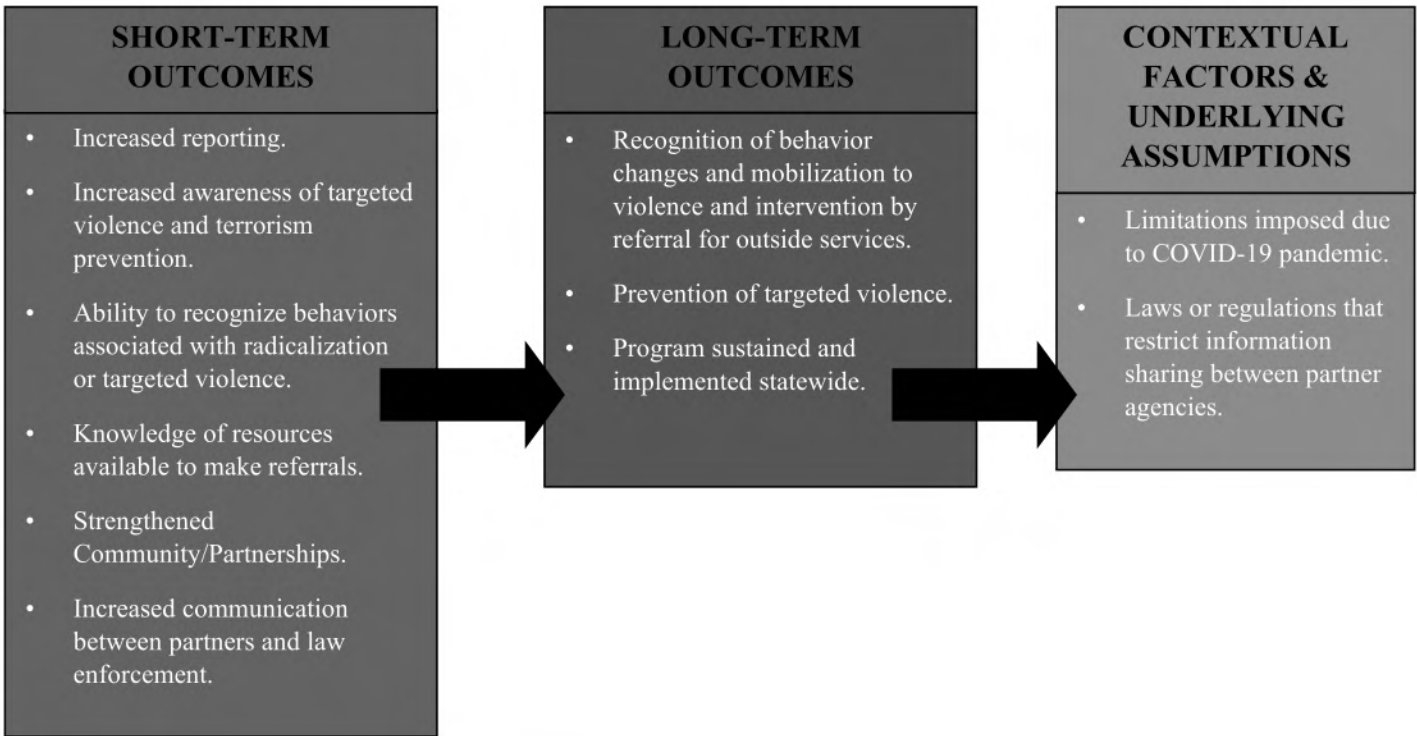 SHORT-TERM
OUTCOMES
• Increased reporting.
• Increased awareness of targeted
violence and terrorism
prevention.
• Ability to recognize behaviors
associated with radicalization
or targeted violence.
• Knowledge of resources
available to make referrals.
• Strengthened
Community/Partnerships.
• Increased communication
between partners and law
enforcement.
LONG-TERM
OUTCOMES
• Recognition of behavior
changes and mobilization to
violence and intervention by
referral for outside services.
• Prevention of targeted violence.
• Program sustained and
implemented statewide.
CONTEXTUAL
FACTORS &
UNDERLYING
ASSUMPTIONS
• Limitations imposed due
to COVID-19 pandemic.
• Laws or regulations that
restrict information
sharing between partner
agencies.